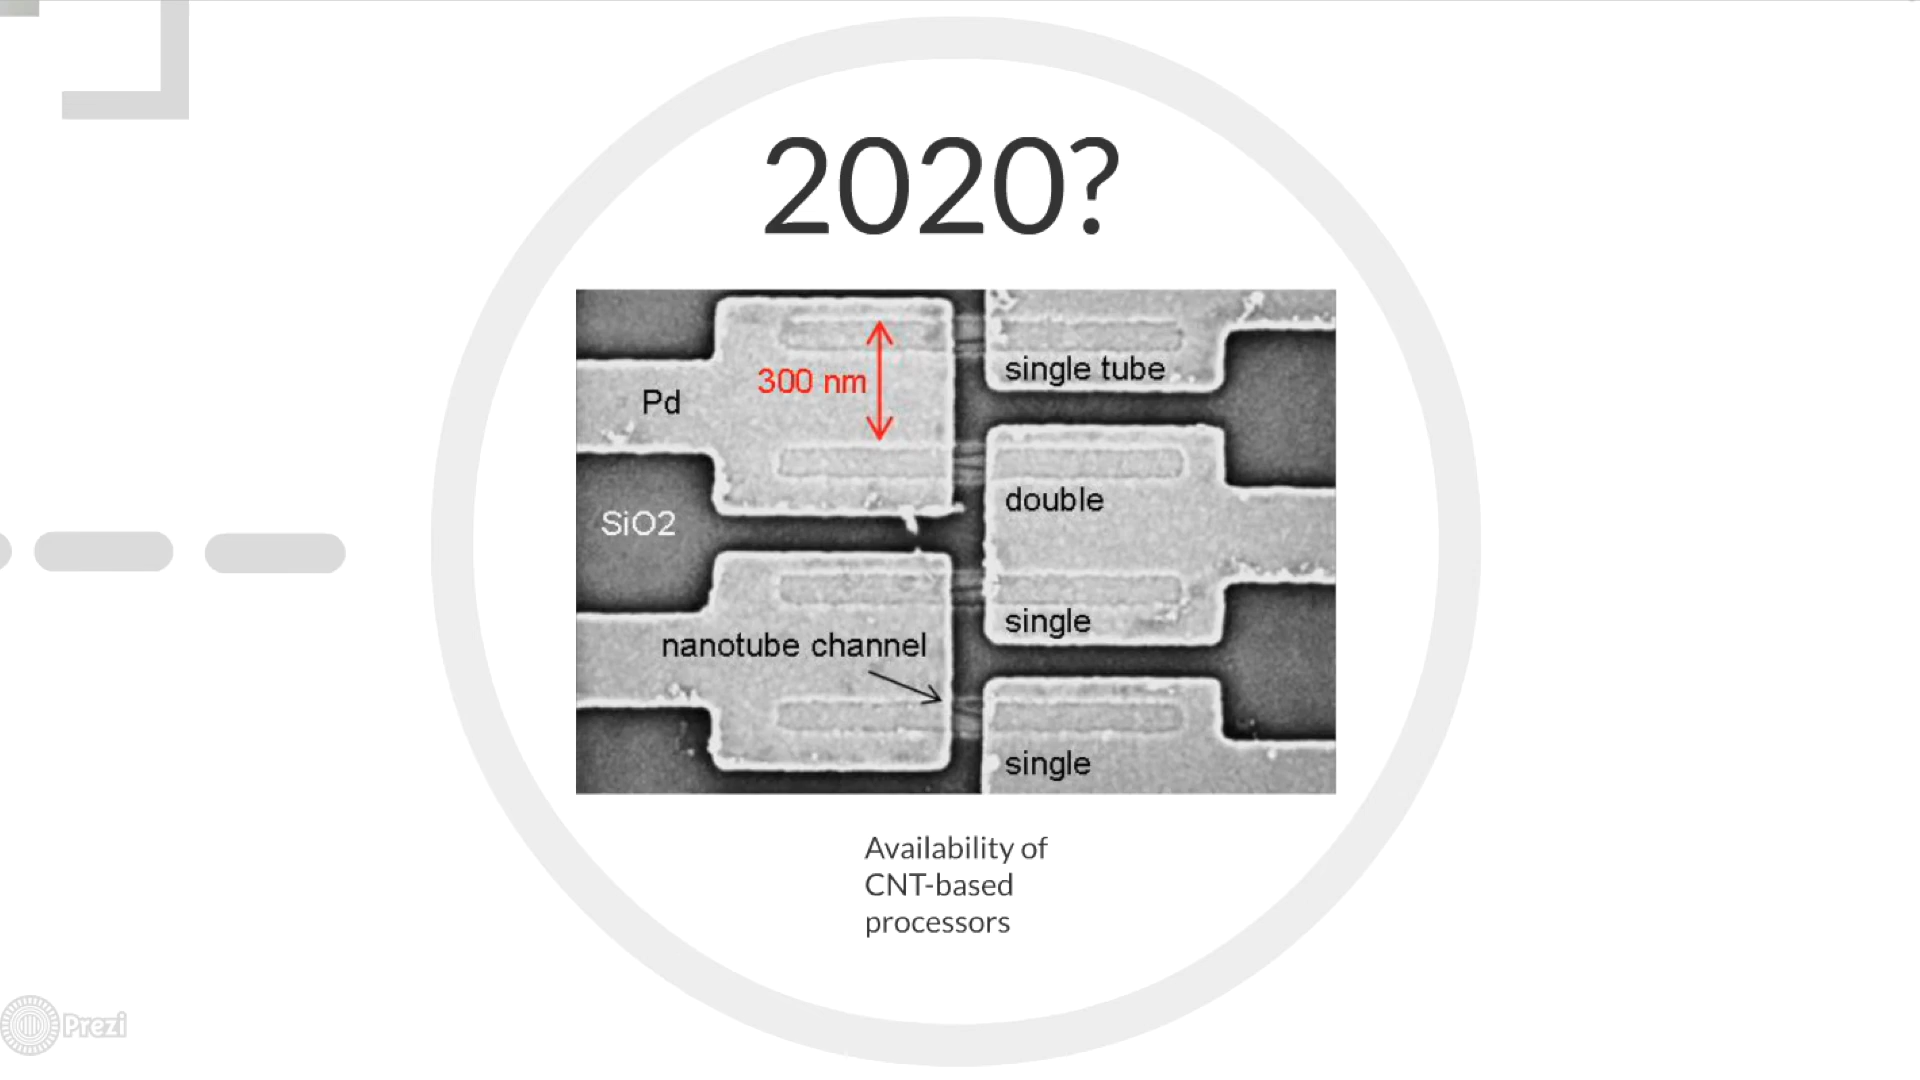 2020?
300 nm
single tube
Pd
double
SiO2
single
nanotube channel
single
Availability of
CNT-based
processors
Prezi